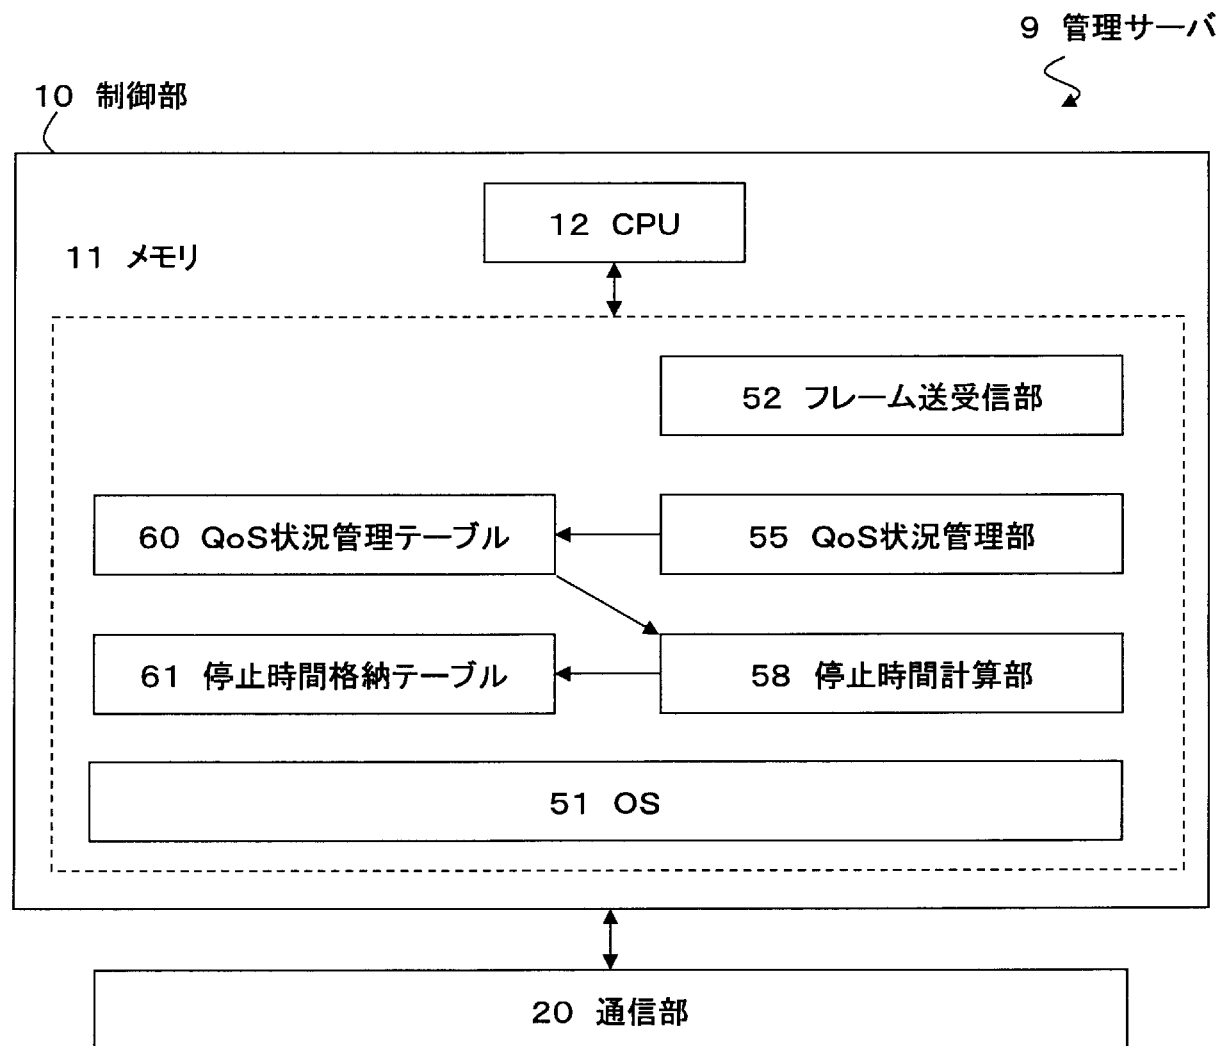 9 管理サーバ
10 制御部
12 CPU
11 メモリ
52 フレーム送受信部
60 QoS状況管理テーブル
55 QoS状況管理部
61 停止時間格納テーブル
58 停止時間計算部
51 OS
20 通信部